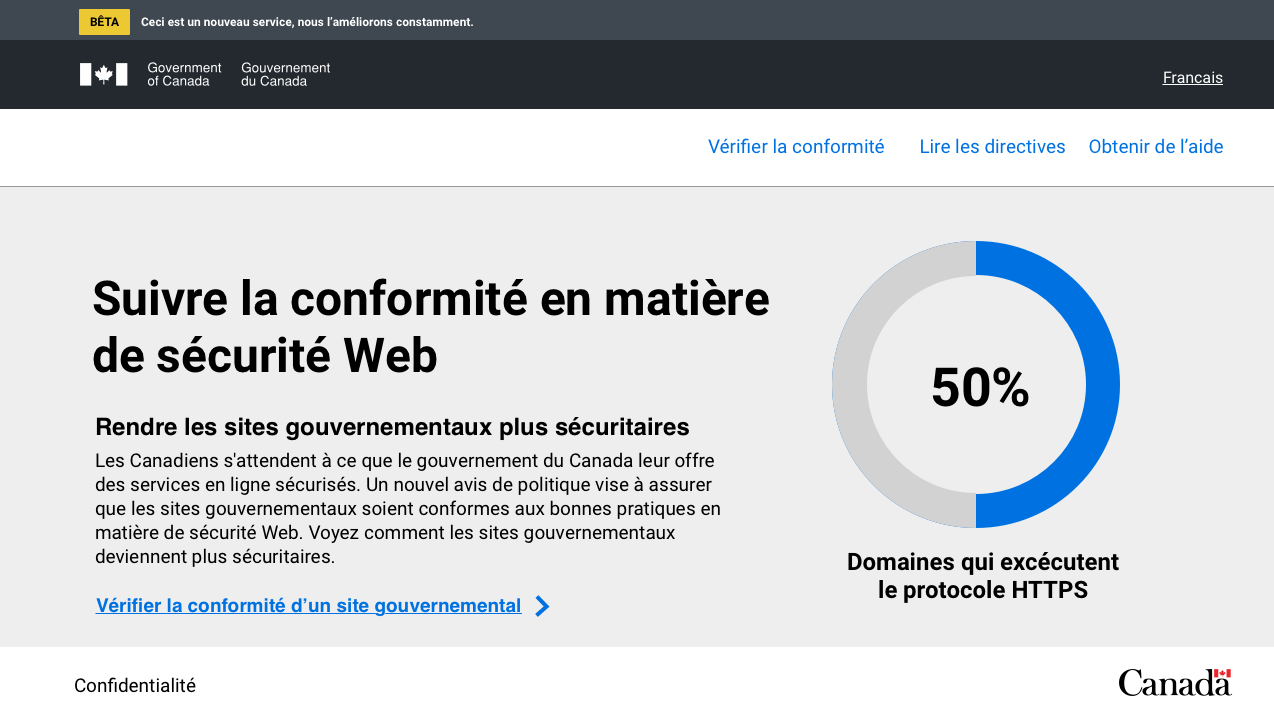 BÊTA Ceci est un nouveau service, nous l’améliorons constamment.
Government of Canada
Gouvernement du Canada
Francais
Vérifier la conformité Lire les directives Obtenir de l’aide
Suivre la conformité en matière
de sécurité Web
Rendre les sites gouvernementaux plus sécuritaires
Les Canadiens s'attendent à ce que le gouvernement du Canada leur offre
des services en ligne sécurisés. Un nouvel avis de politique vise à assurer
que les sites gouvernementaux soient conformes aux bonnes pratiques en
matière de sécurité Web. Voyez comment les sites gouvernementaux
deviennent plus sécuritaires.
Vérifier la conformité d’un site gouvernemental
50%
Domaines qui excécutent
le protocole HTTPS
Confidentialité
Canada